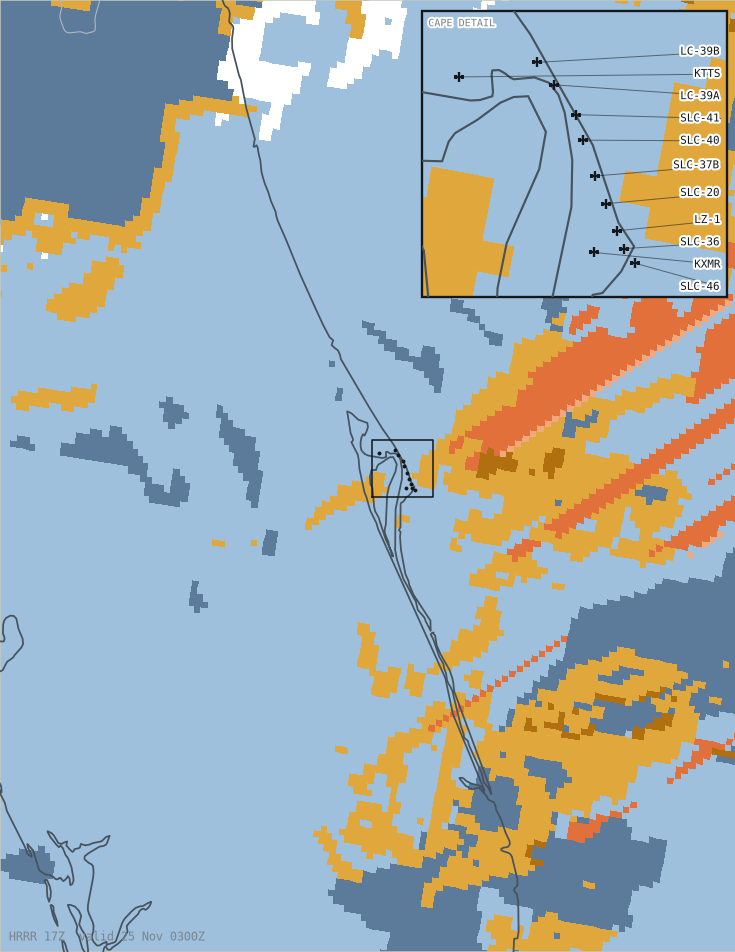 CAPE DETAIL
LC-39B
KTTS
LC-39A
SLC-41
SLC-40
SLC-37B
SLC-20
LZ-1
SLC-36
KXMR
SLC-46
HRRR 17Z valid 25 Nov 0300Z